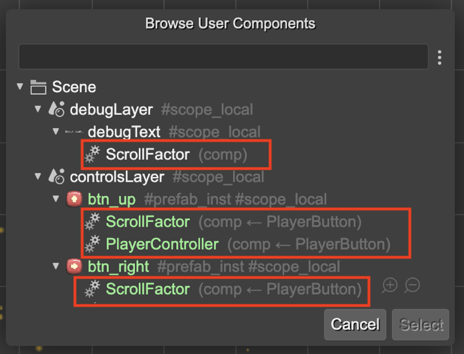 Browse User Components
Scene
debugLayer #scope_local
debugText #scope_local
ScrollFactor (comp)
controlsLayer #scope_local
btn_up #prefab_inst #scope_local
ScrollFactor (comp ← PlayerButton)
PlayerController (comp ← PlayerButton)
btn_right #prefab_inst #scope_local
ScrollFactor (comp ← PlayerButton)
Cancel Select